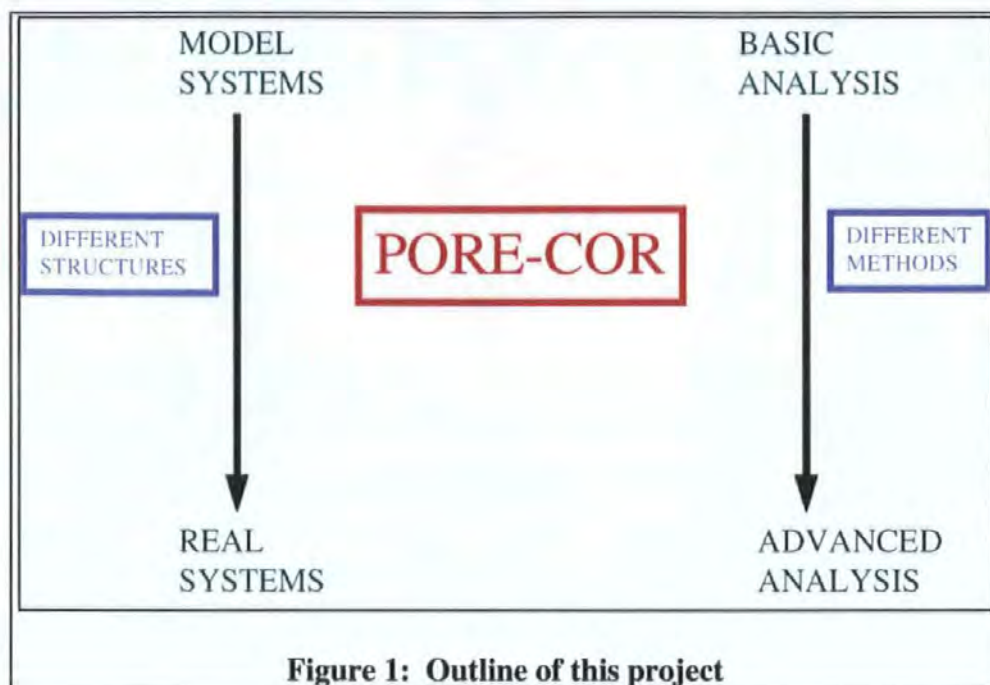 MODEL
SYSTEMS
BASIC
ANALYSIS
DIFFERENT
STRUCTURES
PORE-COR
DIFFERENT
METHODS
REAL
SYSTEMS
ADVANCED
ANALYSIS
Figure 1: Outline of this project